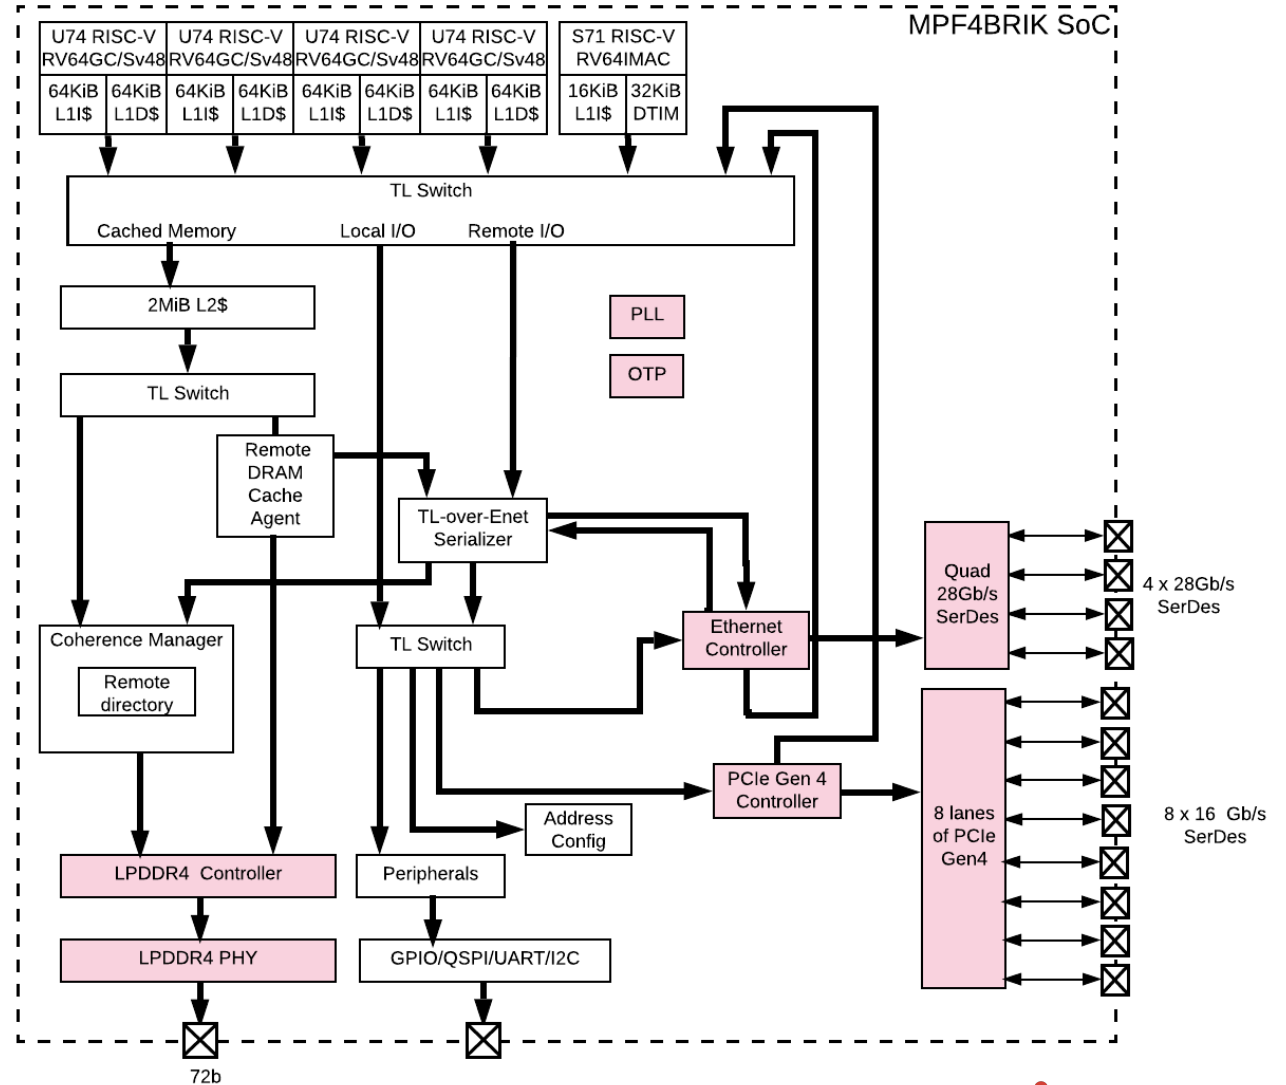 MPF4BRIK SoC
U74 RISC-V
RV64GC/Sv48
64KiB
L1I$
64KiB
L1D$
U74 RISC-V
RV64GC/Sv48
64KiB
L1I$
64KiB
L1D$
U74 RISC-V
RV64GC/Sv48
64KiB
L1I$
64KiB
L1D$
U74 RISC-V
RV64GC/Sv48
64KiB
L1I$
64KiB
L1D$
S71 RISC-V
RV64IMAC
16KiB
L1I$
32KiB
DTIM
TL Switch
Cached Memory
Local I/O
Remote I/O
2MiB L2$
PLL
OTP
TL Switch
Remote
DRAM
Cache
Agent
TL-over-Enet
Serializer
Quad
28Gb/s
SerDes
4 x 28Gb/s
SerDes
Coherence Manager
Remote
directory
TL Switch
Ethernet
Controller
PCIe Gen 4
Controller
Address
Config
8 lanes
of PCIe
Gen4
8 x 16 Gb/s
SerDes
LPDDR4 Controller
Peripherals
LPDDR4 PHY
GPIO/QSPI/UART/I2C
72b